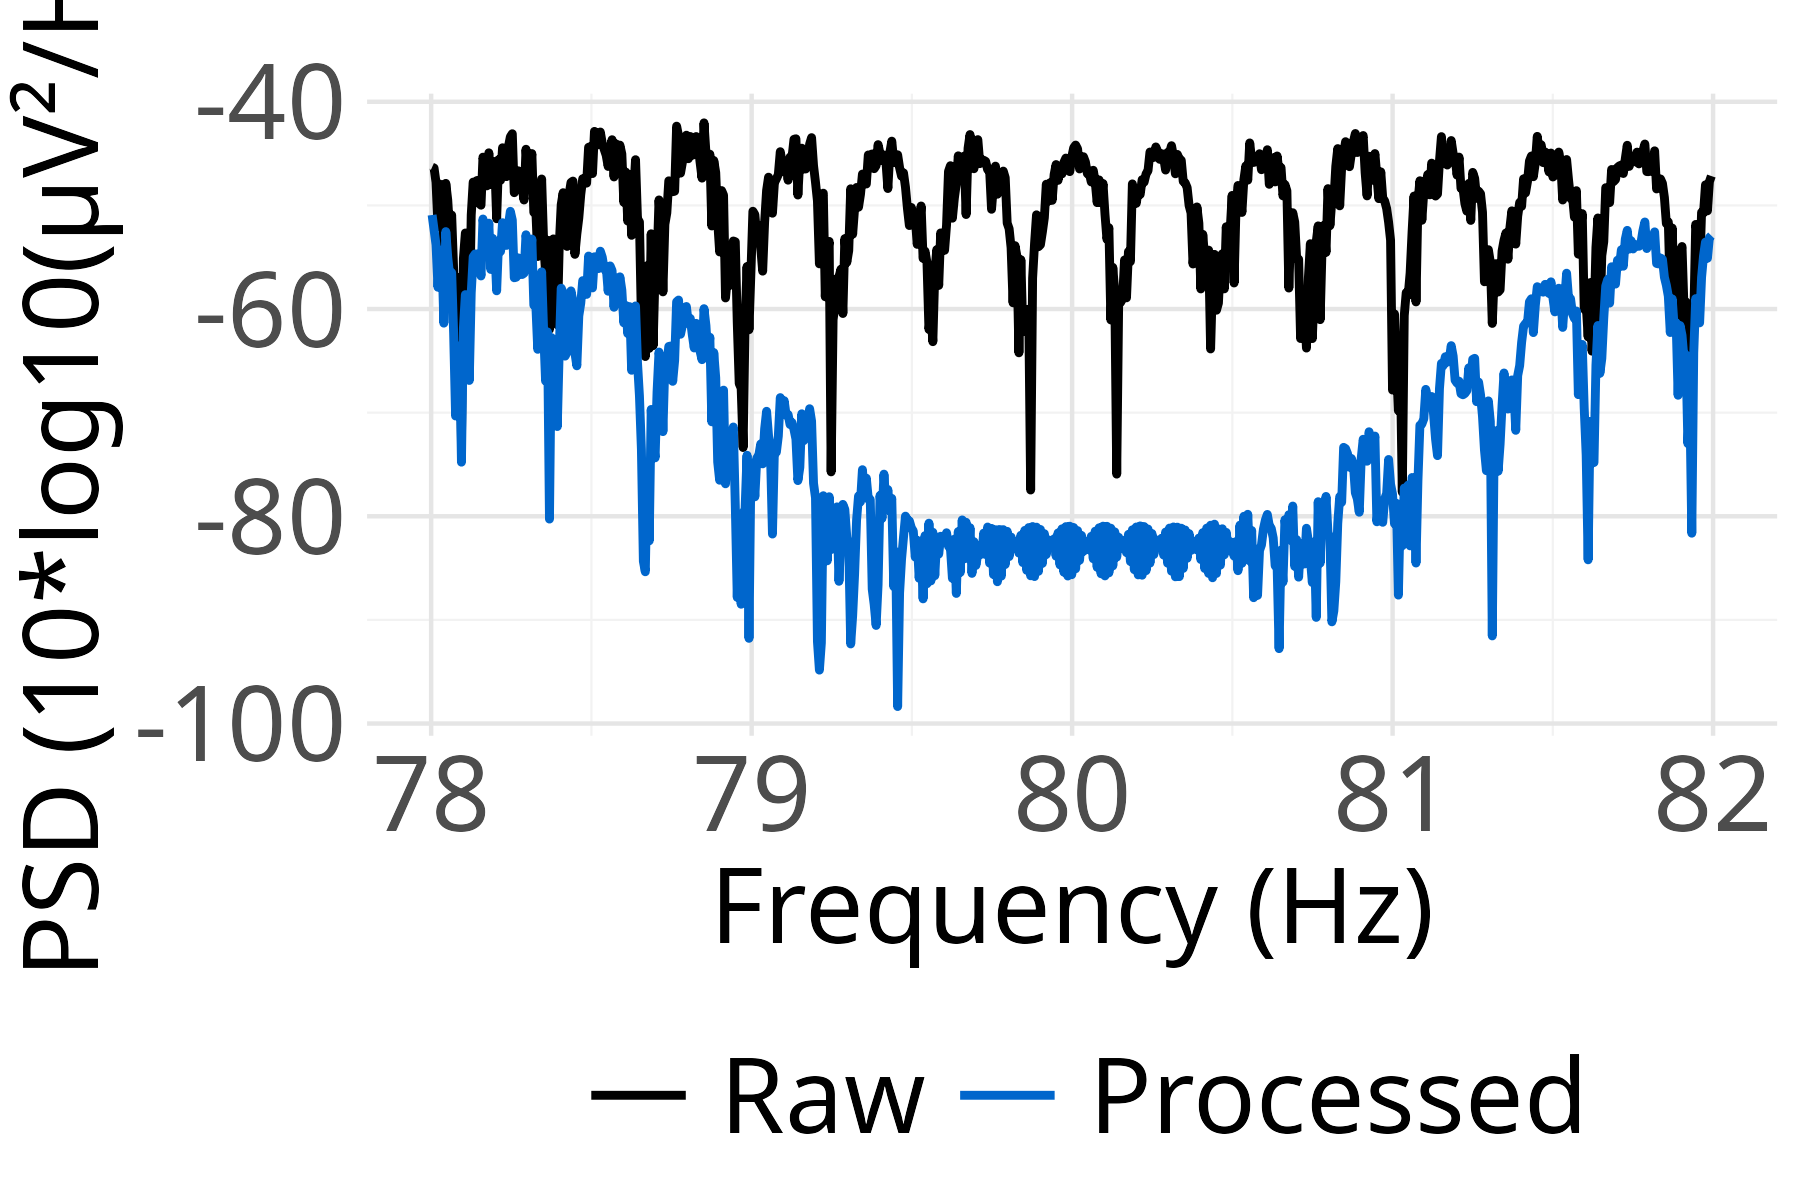 PSD (10*log10(µV²/H
-40
-60
-80
-100
78 79 80 81 82
Frequency (Hz)
Raw Processed